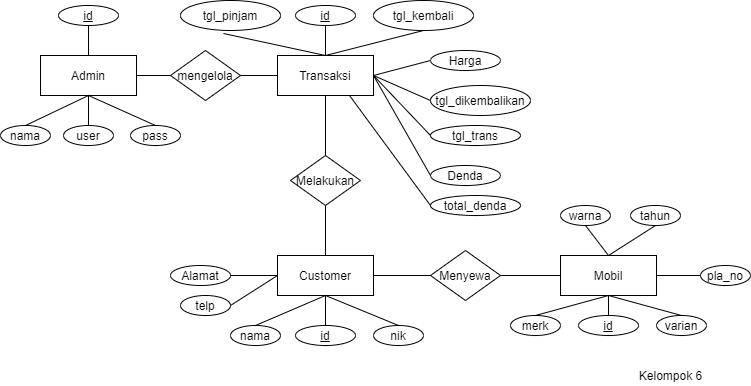 id
tgl_pinjam
id
tgl_kembali
Admin
mengelola
Transaksi
Harga
tgl_dikembalikan
nama
user
pass
tgl_trans
Denda
Melakukan
total_denda
warna
tahun
Alamat
Customer
Menyewa
Mobil
pla_no
telp
nama
id
nik
merk
id
varian
Kelompok 6